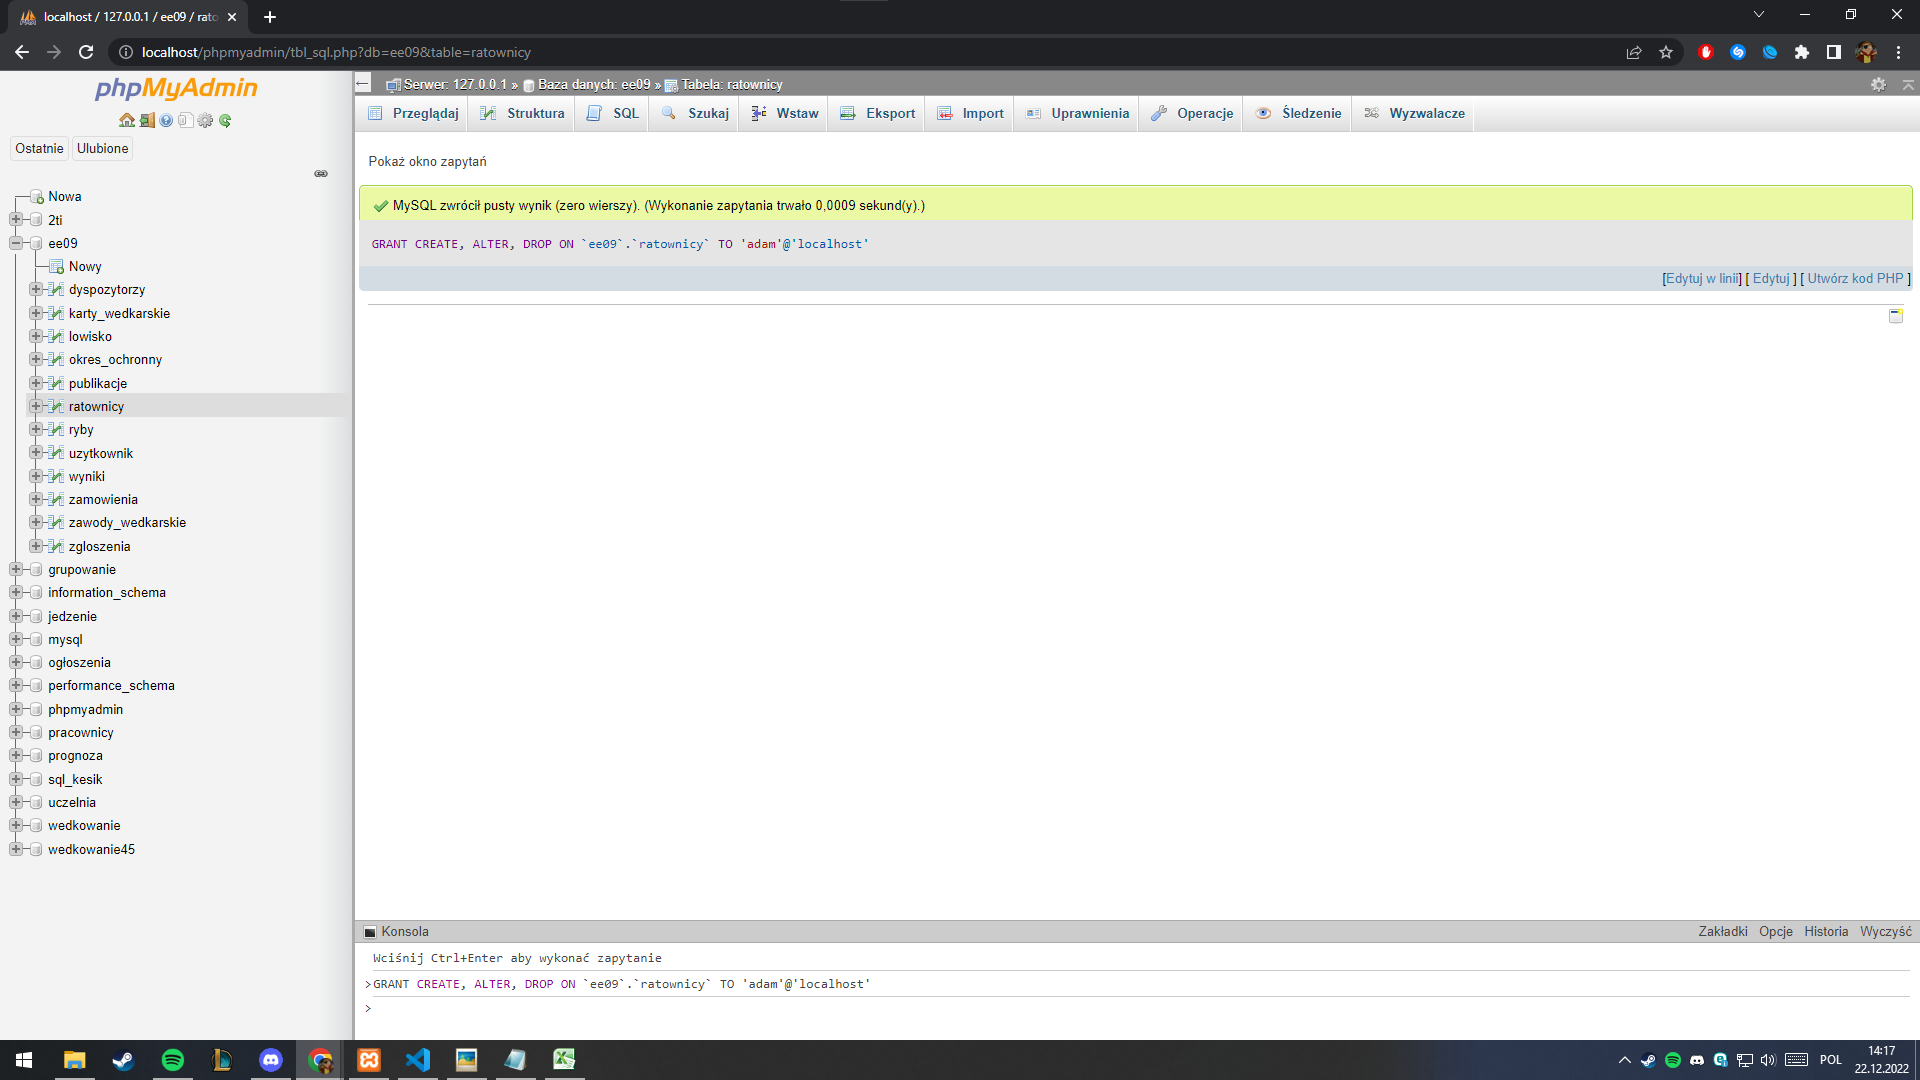 localhost / 127.0.0.1 / ee09 / rato
localhost/phpmyadmin/tbl_sql.php?db=ee09&table=ratownicy
phpMyAdmin
Ostatnie
Ulubione
Nowa
2ti
ee09
Nowy
dyspozytorzy
karty_wedkarskie
lowisko
okres_ochronny
publikacje
ratownicy
ryby
uzytkownik
wyniki
zamowienia
zawody_wedkarskie
zgloszenia
grupowanie
information_schema
jedzenie
mysql
ogłoszenia
performance_schema
phpmyadmin
pracownicy
prognoza
sql_kesik
uczelnia
wedkowanie
wedkowanie45
Serwer: 127.0.0.1 » Baza danych: ee09 » Tabela: ratownicy
Przeglądaj Struktura SQL Szukaj Wstaw Eksport Import Uprawnienia Operacje Śledzenie Wyzwalacze
Pokaż okno zapytań
MySQL zwrócił pusty wynik (zero wierszy). (Wykonanie zapytania trwało 0,0009 sekund(y).)
GRANT CREATE, ALTER, DROP ON `ee09`.`ratownicy` TO 'adam'@'localhost'
[Edytuj w linii] [ Edytuj ] [ Utwórz kod PHP ]
Konsola
Zakładki Opcje Historia Wyczyść
Wciśnij Ctrl+Enter aby wykonać zapytanie
>GRANT CREATE, ALTER, DROP ON `ee09`.`ratownicy` TO 'adam'@'localhost'
>
POL
14:17
22.12.2022